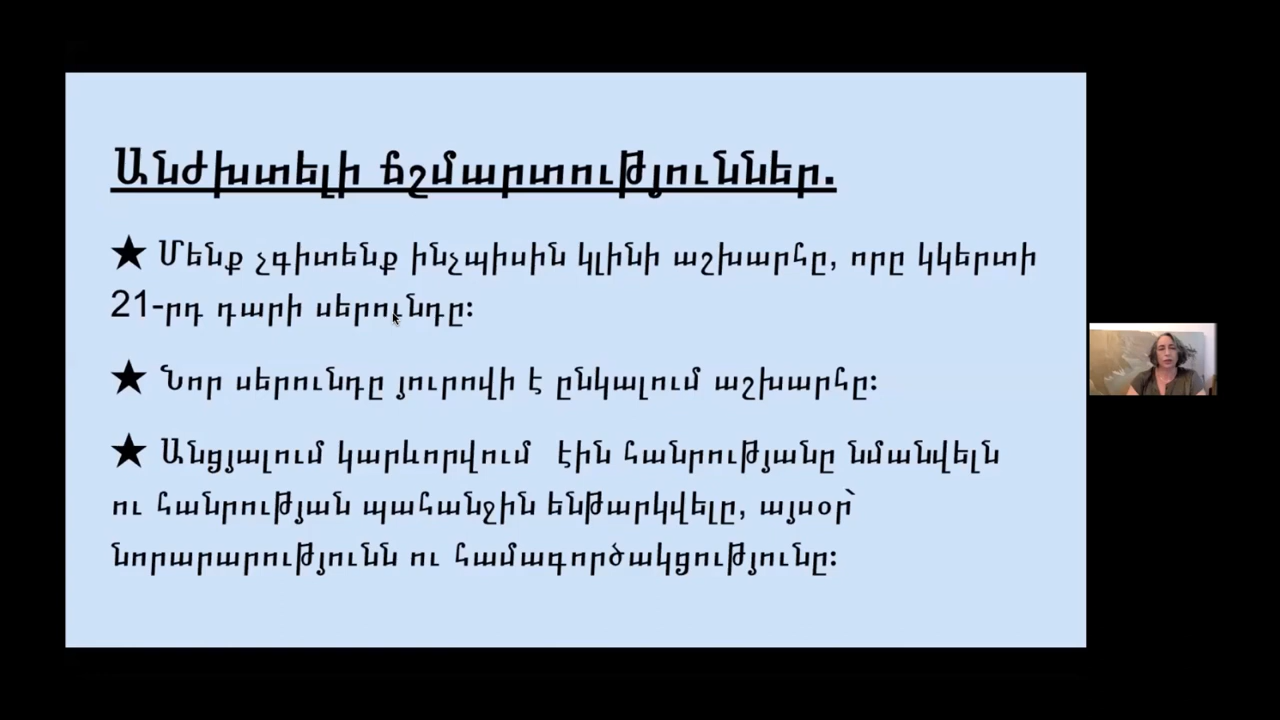 Անժխտելի ճշմարտություններ.
★ Մենք չգիտենք ինչպիսին կլինի աշխարհը, որը կկերտի
21-րդ դարի սերունդը:
★ Նոր սերունդը յուրովի է ընկալում աշխարհը:
★ Անցյալում կարևորվում էին հանրությանը նմանվելն
ու հանրության պահանջին ենթարկվելը, այսօր՝
նորարարությունն ու համագործակցությունը: